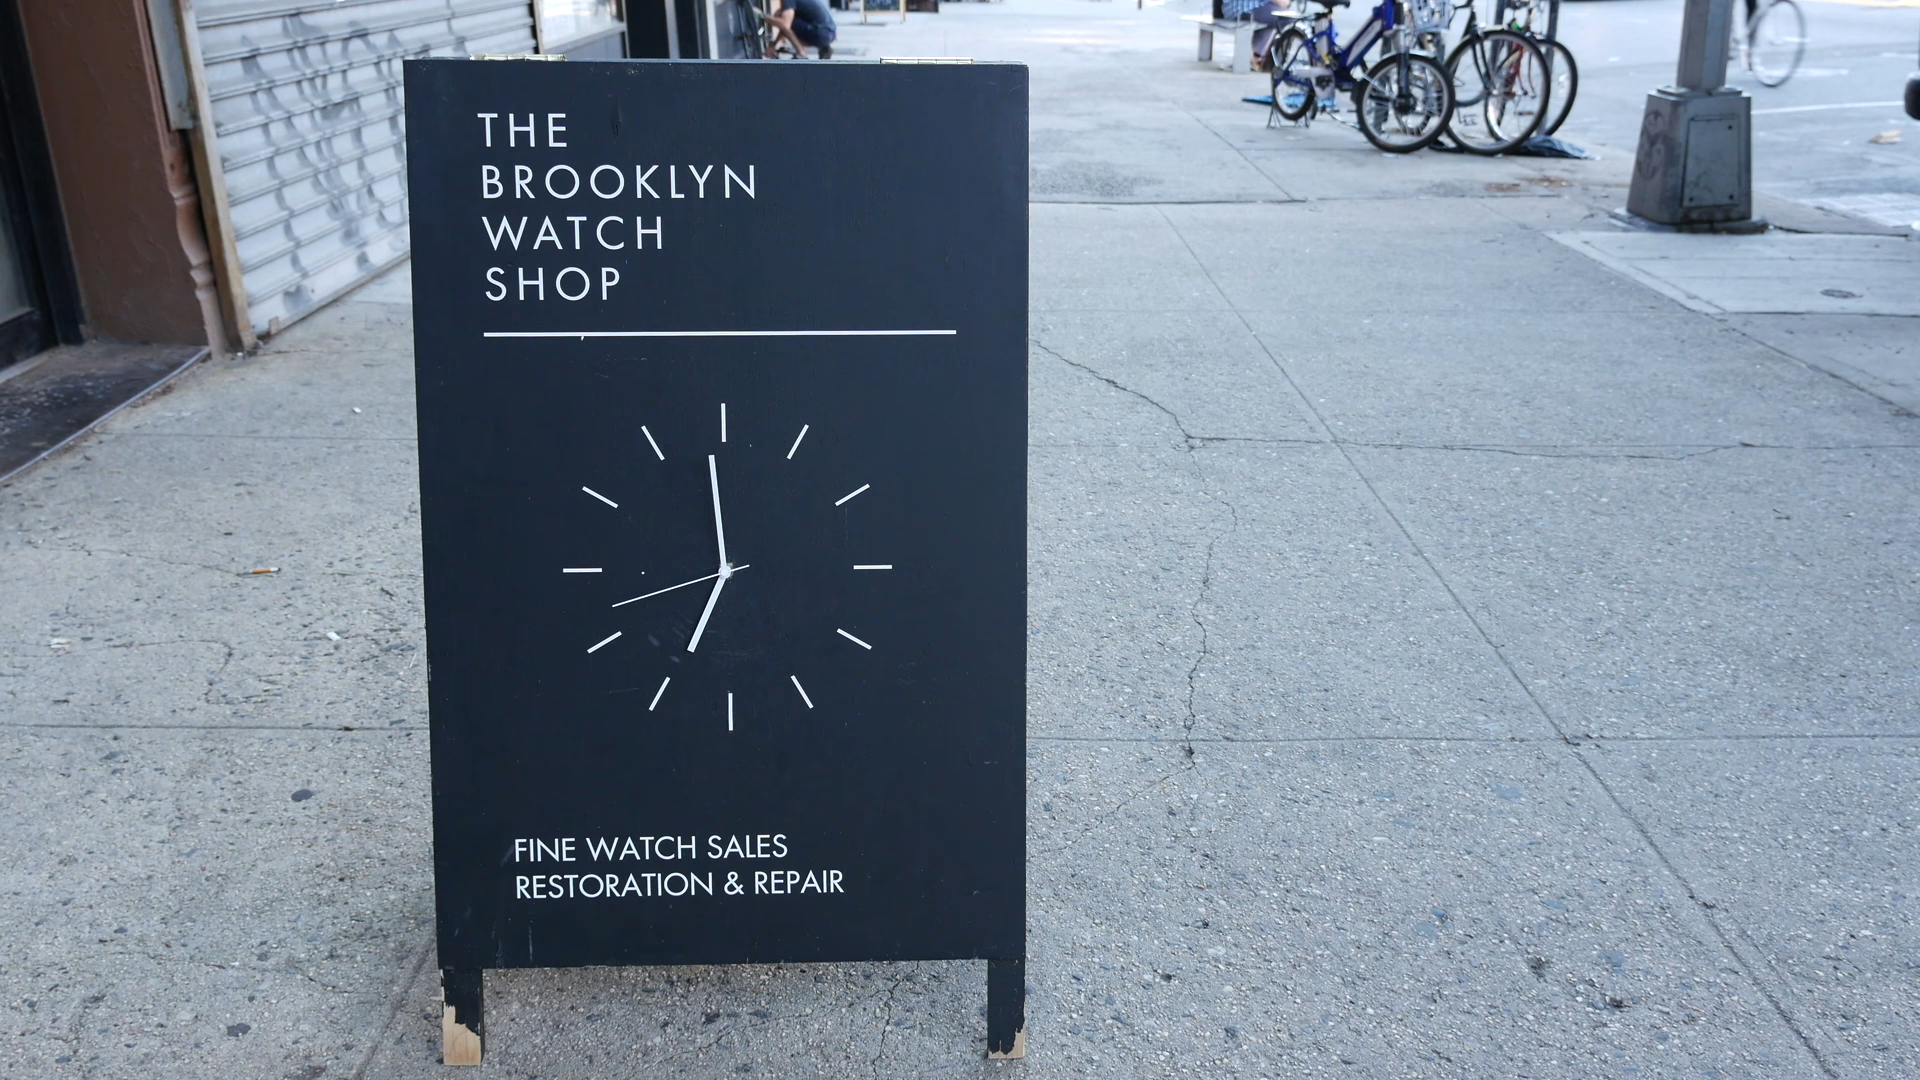 THE
BROOKLYN
WATCH
SHOP
FINE WATCH SALES
RESTORATION & REPAIR